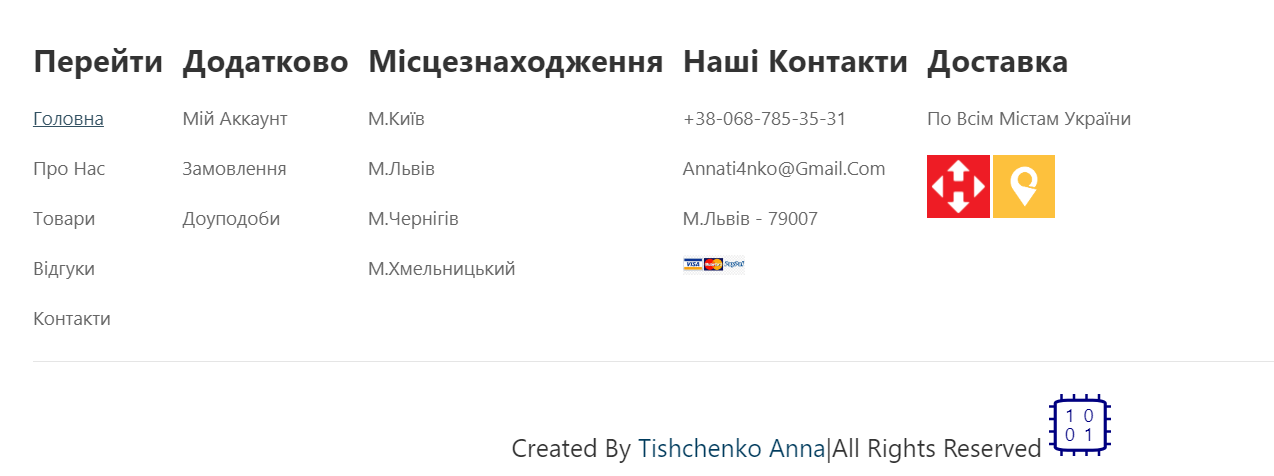 Перейти
Головна
Про Нас
Товари
Відгуки
Контакти
Додатково
Мій Аккаунт
Замовлення
Доуподоби
Місцезнаходження
М.Київ
М.Львів
М.Чернігів
М.Хмельницький
Наші Контакти
+38-068-785-35-31
Annati4nko@Gmail.Com
М.Львів - 79007
VISA PayPal
Доставка
По Всім Містам України
Created By Tishchenko Anna|All Rights Reserved
1 0
0 1